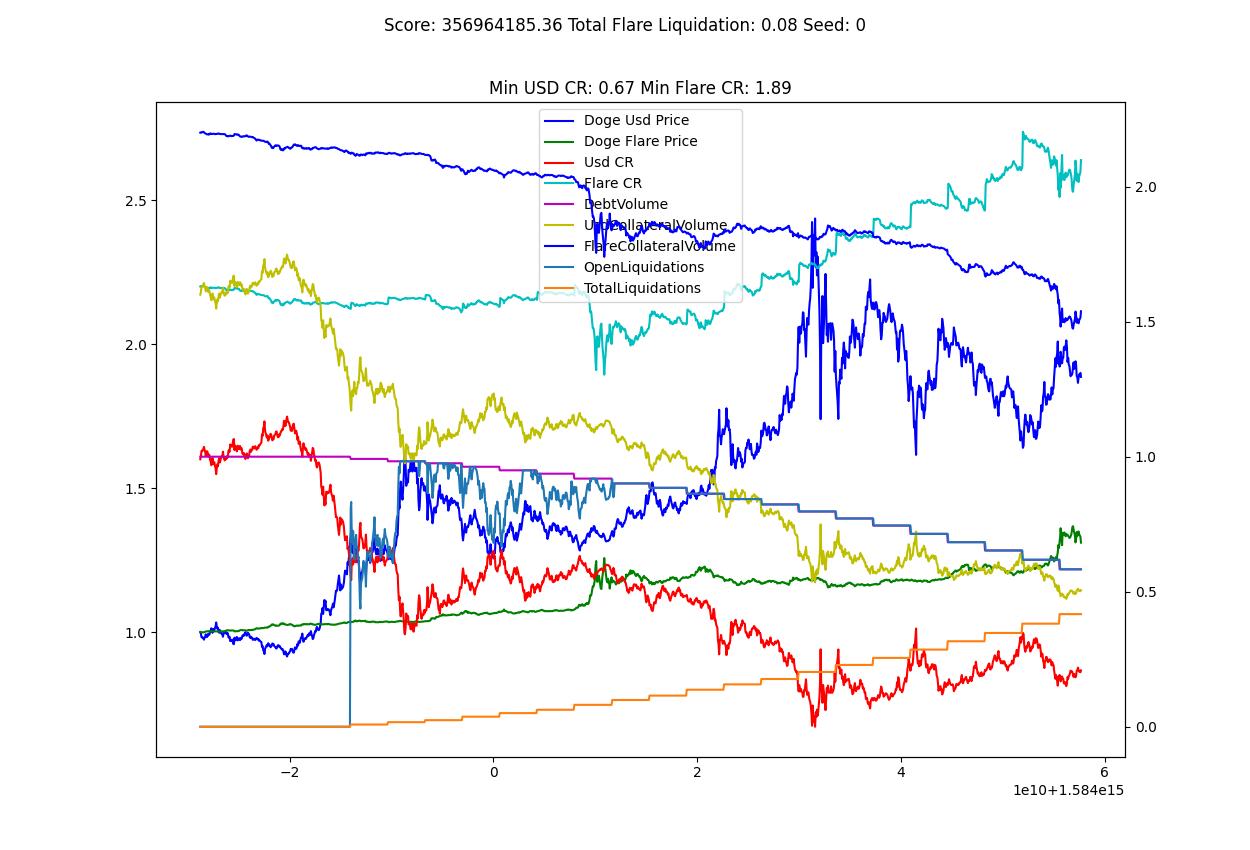 Score: 356964185.36 Total Flare Liquidation: 0.08 Seed: 0
Min USD CR: 0.67 Min Flare CR: 1.89
Doge Usd Price
Doge Flare Price
Usd CR
Flare CR
DebtVolume
UsdCollateralVolume
FlareCollateralVolume
OpenLiquidations
TotalLiquidations
2.5
2.0
1.5
1.0
2.0
1.5
1.0
0.5
0.0
−2
0
2
4
6
1e10+1.584e15